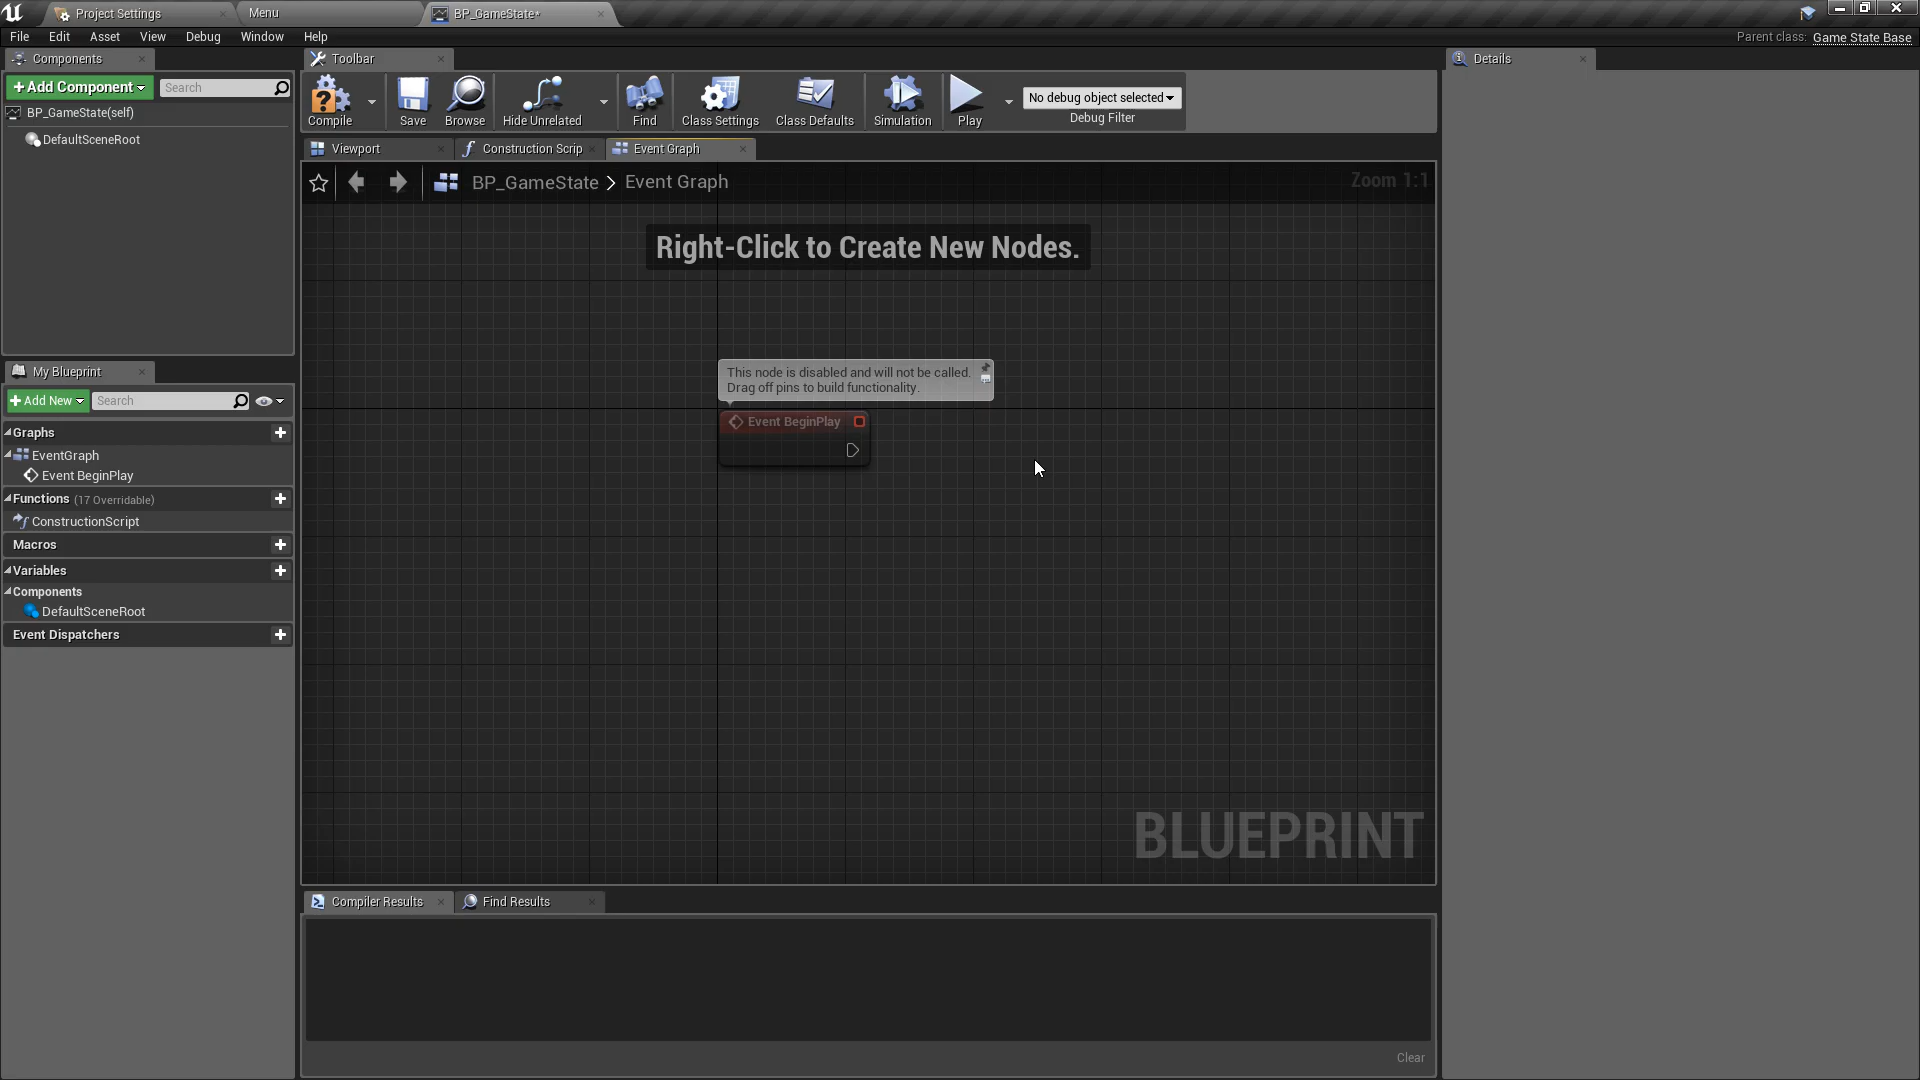 Project Settings
Menu
BP_GameState*
File Edit Asset View Debug Window Help
Parent class: Game State Base
Components
Toolbar
Details
+Add Component
Search
BP_GameState(self)
DefaultSceneRoot
Compile
Save
Browse
Hide Unrelated
Find
Class Settings
Class Defaults
Simulation
Play
No debug object selected
Debug Filter
Viewport
Construction Scrip
Event Graph
BP_GameState > Event Graph
Zoom 1:1
Right-Click to Create New Nodes.
This node is disabled and will not be called.
Drag off pins to build functionality.
Event BeginPlay
BLUEPRINT
My Blueprint
+Add New
Search
Graphs
EventGraph
Event BeginPlay
Functions (17 Overridable)
ConstructionScript
Macros
Variables
Components
DefaultSceneRoot
Event Dispatchers
Compiler Results
Find Results
Clear